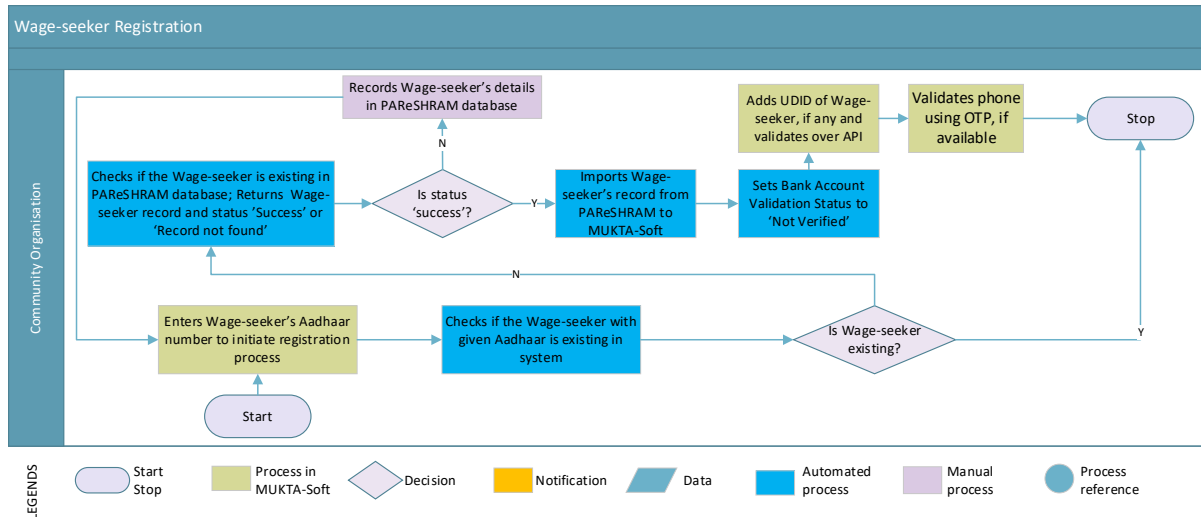 Wage-seeker Registration
Community Organisation
Records Wage-seeker's details
in PAReSHRAM database
Adds UDID of Wage-
seeker, if any and
validates over API
Validates phone
using OTP, if
available
Stop
N
Checks if the Wage-seeker is existing in
PAReSHRAM database; Returns Wage-
seeker record and status 'Success' or
'Record not found'
Is status
'success'?
Y
Imports Wage-
seeker's record from
PAReSHRAM to
MUKTA-Soft
Sets Bank Account
Validation Status to
'Not Verified'
N
Enters Wage-seeker's Aadhaar
number to initiate registration
process
Checks if the Wage-seeker with
given Aadhaar is existing in
system
Is Wage-seeker
existing?
Y
Start
LEGENDS
Start
Stop
Process in
MUKTA-Soft
Decision
Notification
Data
Automated
process
Manual
process
Process
reference